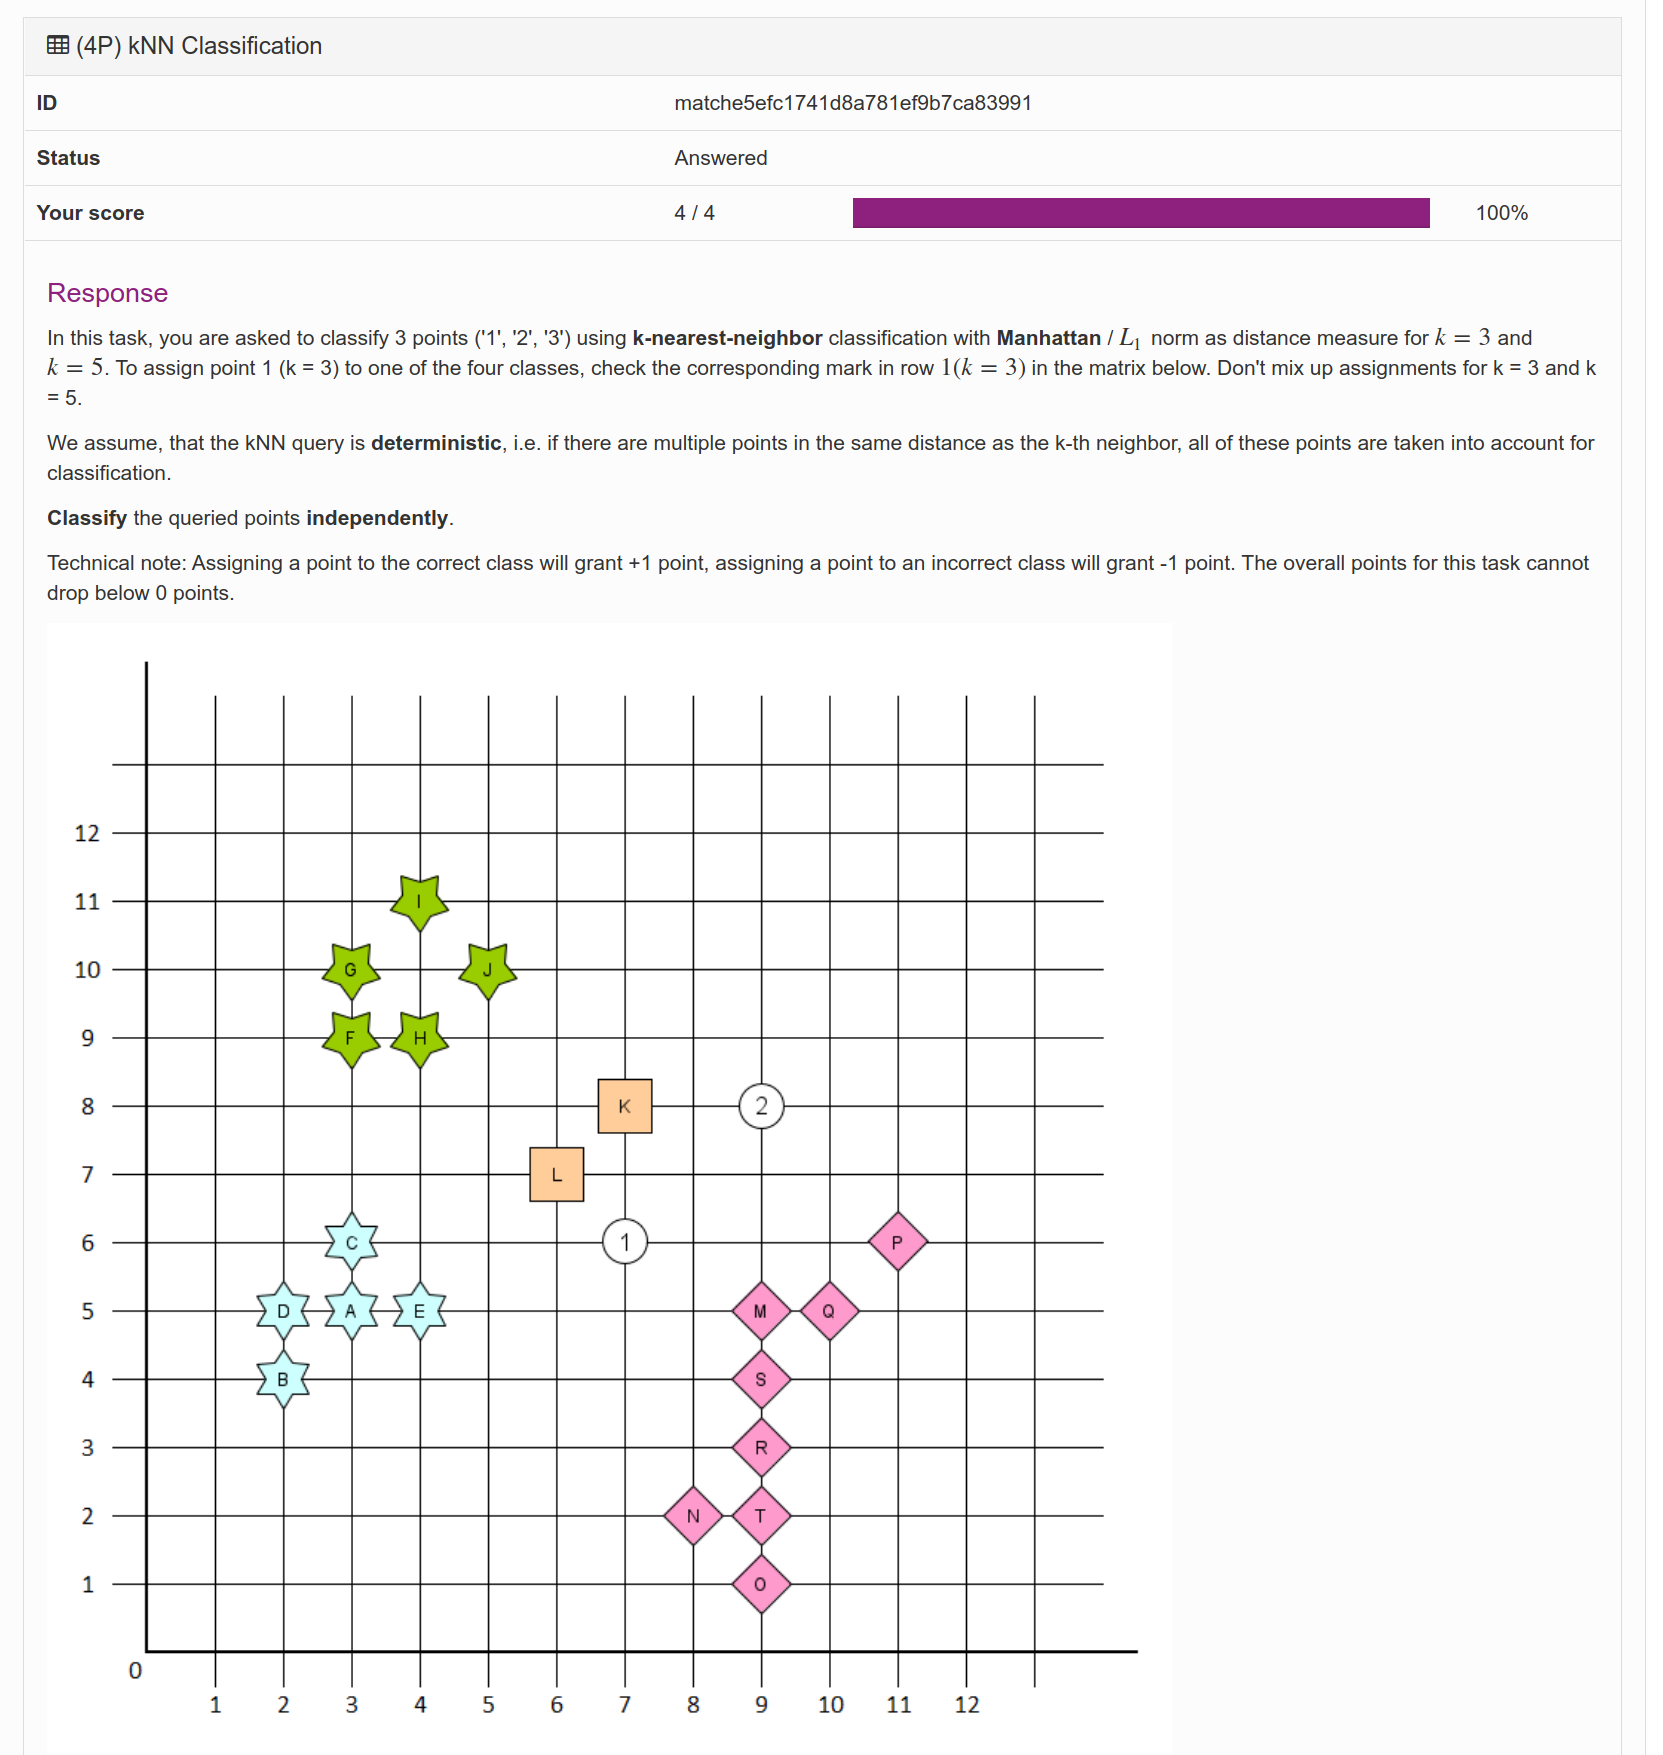 (4P) kNN Classification
ID matche5efc1741d8a781ef9b7ca83991
Status Answered
Your score 4 / 4 100%
Response
In this task, you are asked to classify 3 points ('1', '2', '3') using k-nearest-neighbor classification with Manhattan / L₁ norm as distance measure for k = 3 and
k = 5. To assign point 1 (k = 3) to one of the four classes, check the corresponding mark in row 1(k = 3) in the matrix below. Don't mix up assignments for k = 3 and k
= 5.
We assume, that the kNN query is deterministic, i.e. if there are multiple points in the same distance as the k-th neighbor, all of these points are taken into account for
classification.
Classify the queried points independently.
Technical note: Assigning a point to the correct class will grant +1 point, assigning a point to an incorrect class will grant -1 point. The overall points for this task cannot
drop below 0 points.
12
11 I
10 G J
9 F H
8 K 2
7 L
6 C 1 P
5 D A E M Q
4 B S
3 R
2 N T
1 O
0
1 2 3 4 5 6 7 8 9 10 11 12